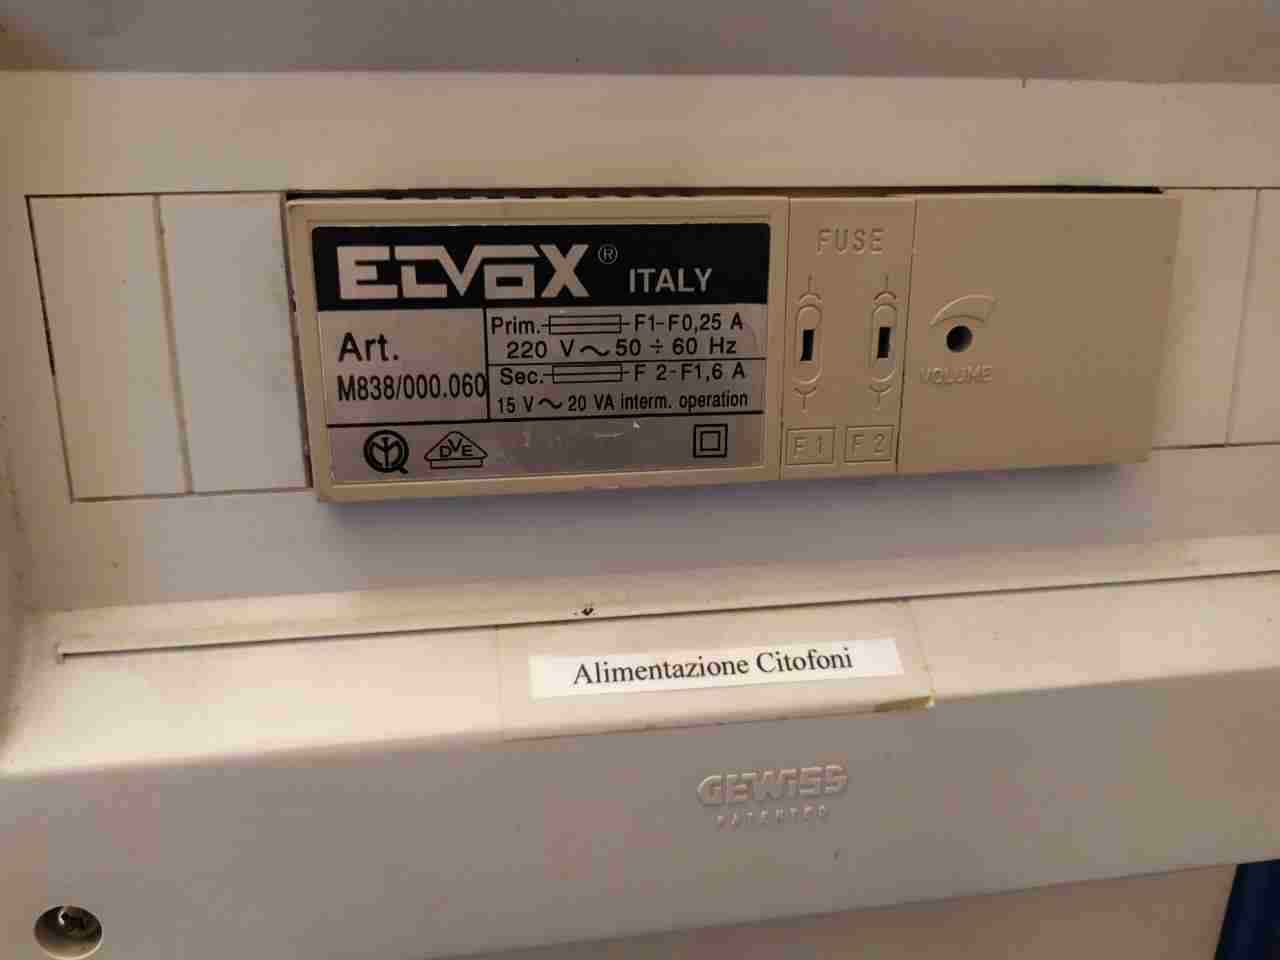 ELVOX ® ITALY
Art.
M838/000.060
Prim. F1-F0,25 A
220 V ~ 50 ÷ 60 Hz
Sec. F 2-F1,6 A
15 V ~ 20 VA interm. operation
DVE
FUSE
F1 F2
VOLUME
Alimentazione Citofoni
GEWISS
PATENTED